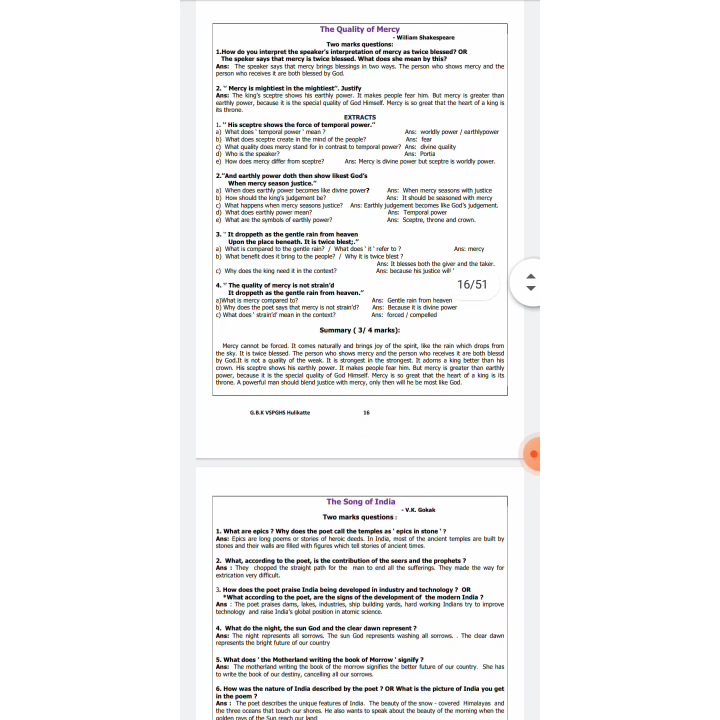 The Quality of Mercy
- William Shakespeare
Two marks questions:
1.How do you interpret the speaker's interpretation of mercy as twice blessed? OR
The speker says that mercy is twice blessed. What does she mean by this?
Ans: The speaker says that mercy brings blessings in two ways. The person who shows mercy and the
person who receives it are both blessed by God.
2. " Mercy is mightiest in the mightiest". Justify
Ans: The king's sceptre shows his earthly power. It makes people fear him. But mercy is greater than
earthly power, because it is the special quality of God Himself. Mercy is so great that the heart of a king is
its throne.
EXTRACTS
1. " His sceptre shows the force of temporal power."
a) What does ' temporal power ' mean ? Ans: worldly power / earthlypower
b) What does sceptre create in the mind of the people? Ans: fear
c) What quality does mercy stand for in contrast to temporal power? Ans: divine quality
d) Who is the speaker? Ans: Portia
e) How does mercy differ from sceptre? Ans: Mercy is divine power but sceptre is worldly power.
2."And earthly power doth then show likest God's
When mercy season justice."
a) When does earthly power becomes like divine power? Ans: When mercy seasons with justice
b) How should the king's judgement be? Ans: It should be seasoned with mercy
c) What happens when mercy seasons justice? Ans: Earthly judgement becomes like God's judgement.
d) What does earthly power mean? Ans: Temporal power
e) What are the symbols of earthly power? Ans: Sceptre, throne and crown.
3. " It droppeth as the gentle rain from heaven
Upon the place beneath. It is twice blest;."
a) What is compared to the gentle rain? / What does ' it ' refer to ? Ans: mercy
b) What benefit does it bring to the people? / Why it is twice blest ?
Ans: It blesses both the giver and the taker.
c) Why does the king need it in the context? Ans: because his justice will '
16/51
4. " The quality of mercy is not strain'd
It droppeth as the gentle rain from heaven."
a)What is mercy compared to? Ans: Gentle rain from heaven
b) Why does the poet says that mercy is not strain'd? Ans: Because it is divine power
c) What does ' strain'd' mean in the context? Ans: forced / compelled
Summary ( 3/ 4 marks):
Mercy cannot be forced. It comes naturally and brings joy of the spirit, like the rain which drops from
the sky. It is twice blessed. The person who shows mercy and the person who receives it are both blessd
by God.It is not a quality of the weak. It is strongest in the strongest. It adorns a king better than his
crown. His sceptre shows his earthly power. It makes people fear him. But mercy is greater than earthly
power, because it is the special quality of God Himself. Mercy is so great that the heart of a king is its
throne. A powerful man should blend justice with mercy, only then will he be most like God.
G.B.K VSPGHS Hulikatte 16
The Song of India
- V.K. Gokak
Two marks questions :
1. What are epics ? Why does the poet call the temples as ' epics in stone ' ?
Ans: Epics are long poems or stories of heroic deeds. In India, most of the ancient temples are built by
stones and their walls are filled with figures which tell stories of ancient times.
2. What, according to the poet, is the contribution of the seers and the prophets ?
Ans : They chopped the straight path for the man to end all the sufferings. They made the way for
extrication very difficult.
3. How does the poet praise India being developed in industry and technology ? OR
*What according to the poet, are the signs of the development of the modern India ?
Ans : The poet praises dams, lakes, industries, ship building yards, hard working Indians try to improve
technology and raise India's global position in atomic science.
4. What do the night, the sun God and the clear dawn represent ?
Ans: The night represents all sorrows. The sun God represents washing all sorrows. . The clear dawn
represents the bright future of our country
5. What does ' the Motherland writing the book of Morrow ' signify ?
Ans: The motherland writing the book of the morrow signifies the better future of our country. She has
to write the book of our destiny, cancelling all our sorrows.
6. How was the nature of India described by the poet ? OR What is the picture of India you get
in the poem ?
Ans : The poet describes the unique features of India. The beauty of the snow - covered Himalayas and
the three oceans that touch our shores. He also wants to speak about the beauty of the morning when the
golden rays of the Sun reach our land